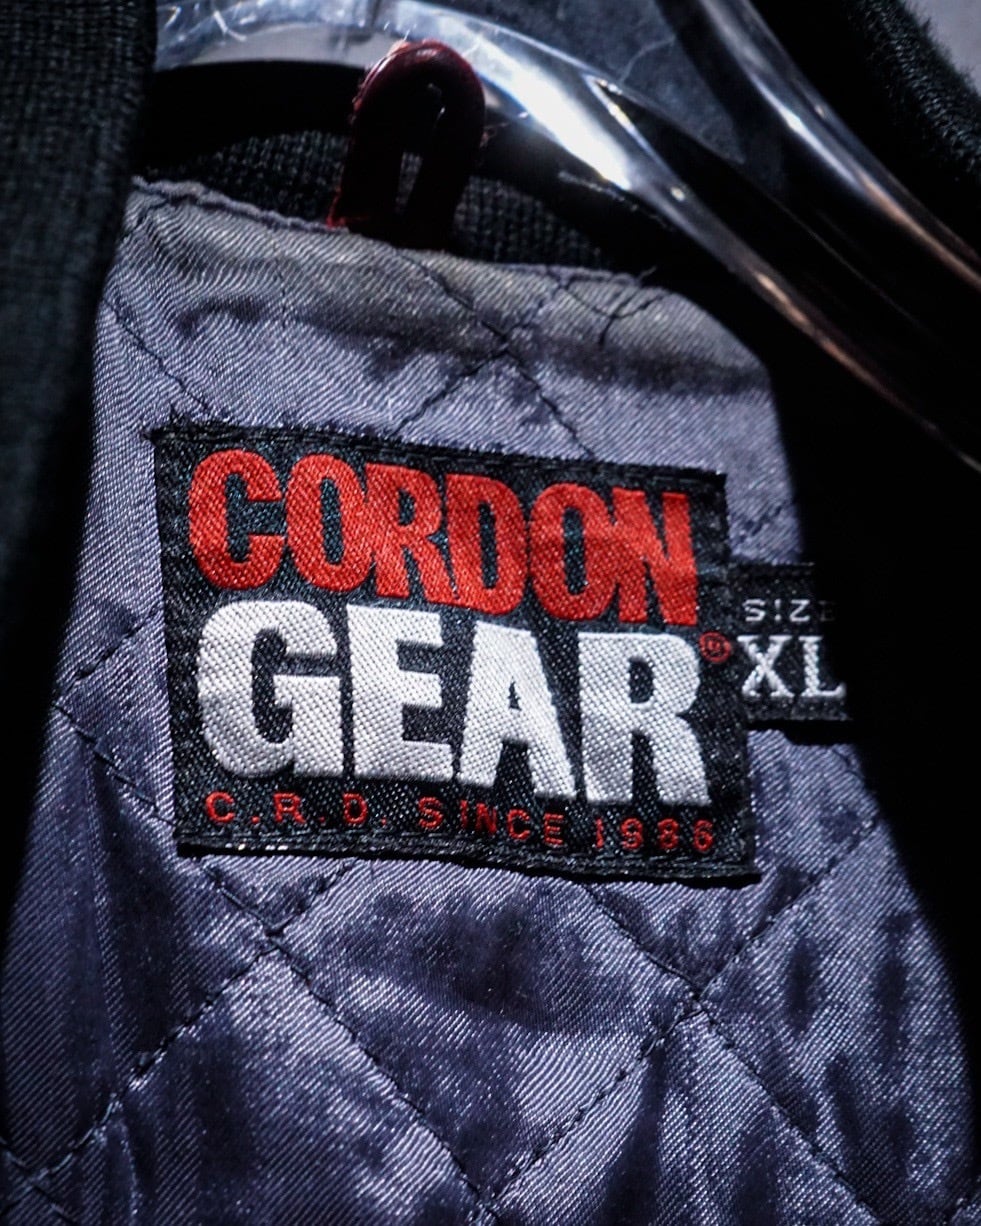 CORDON
GEAR®
C.R.D. SINCE 1986
SIZE
XL